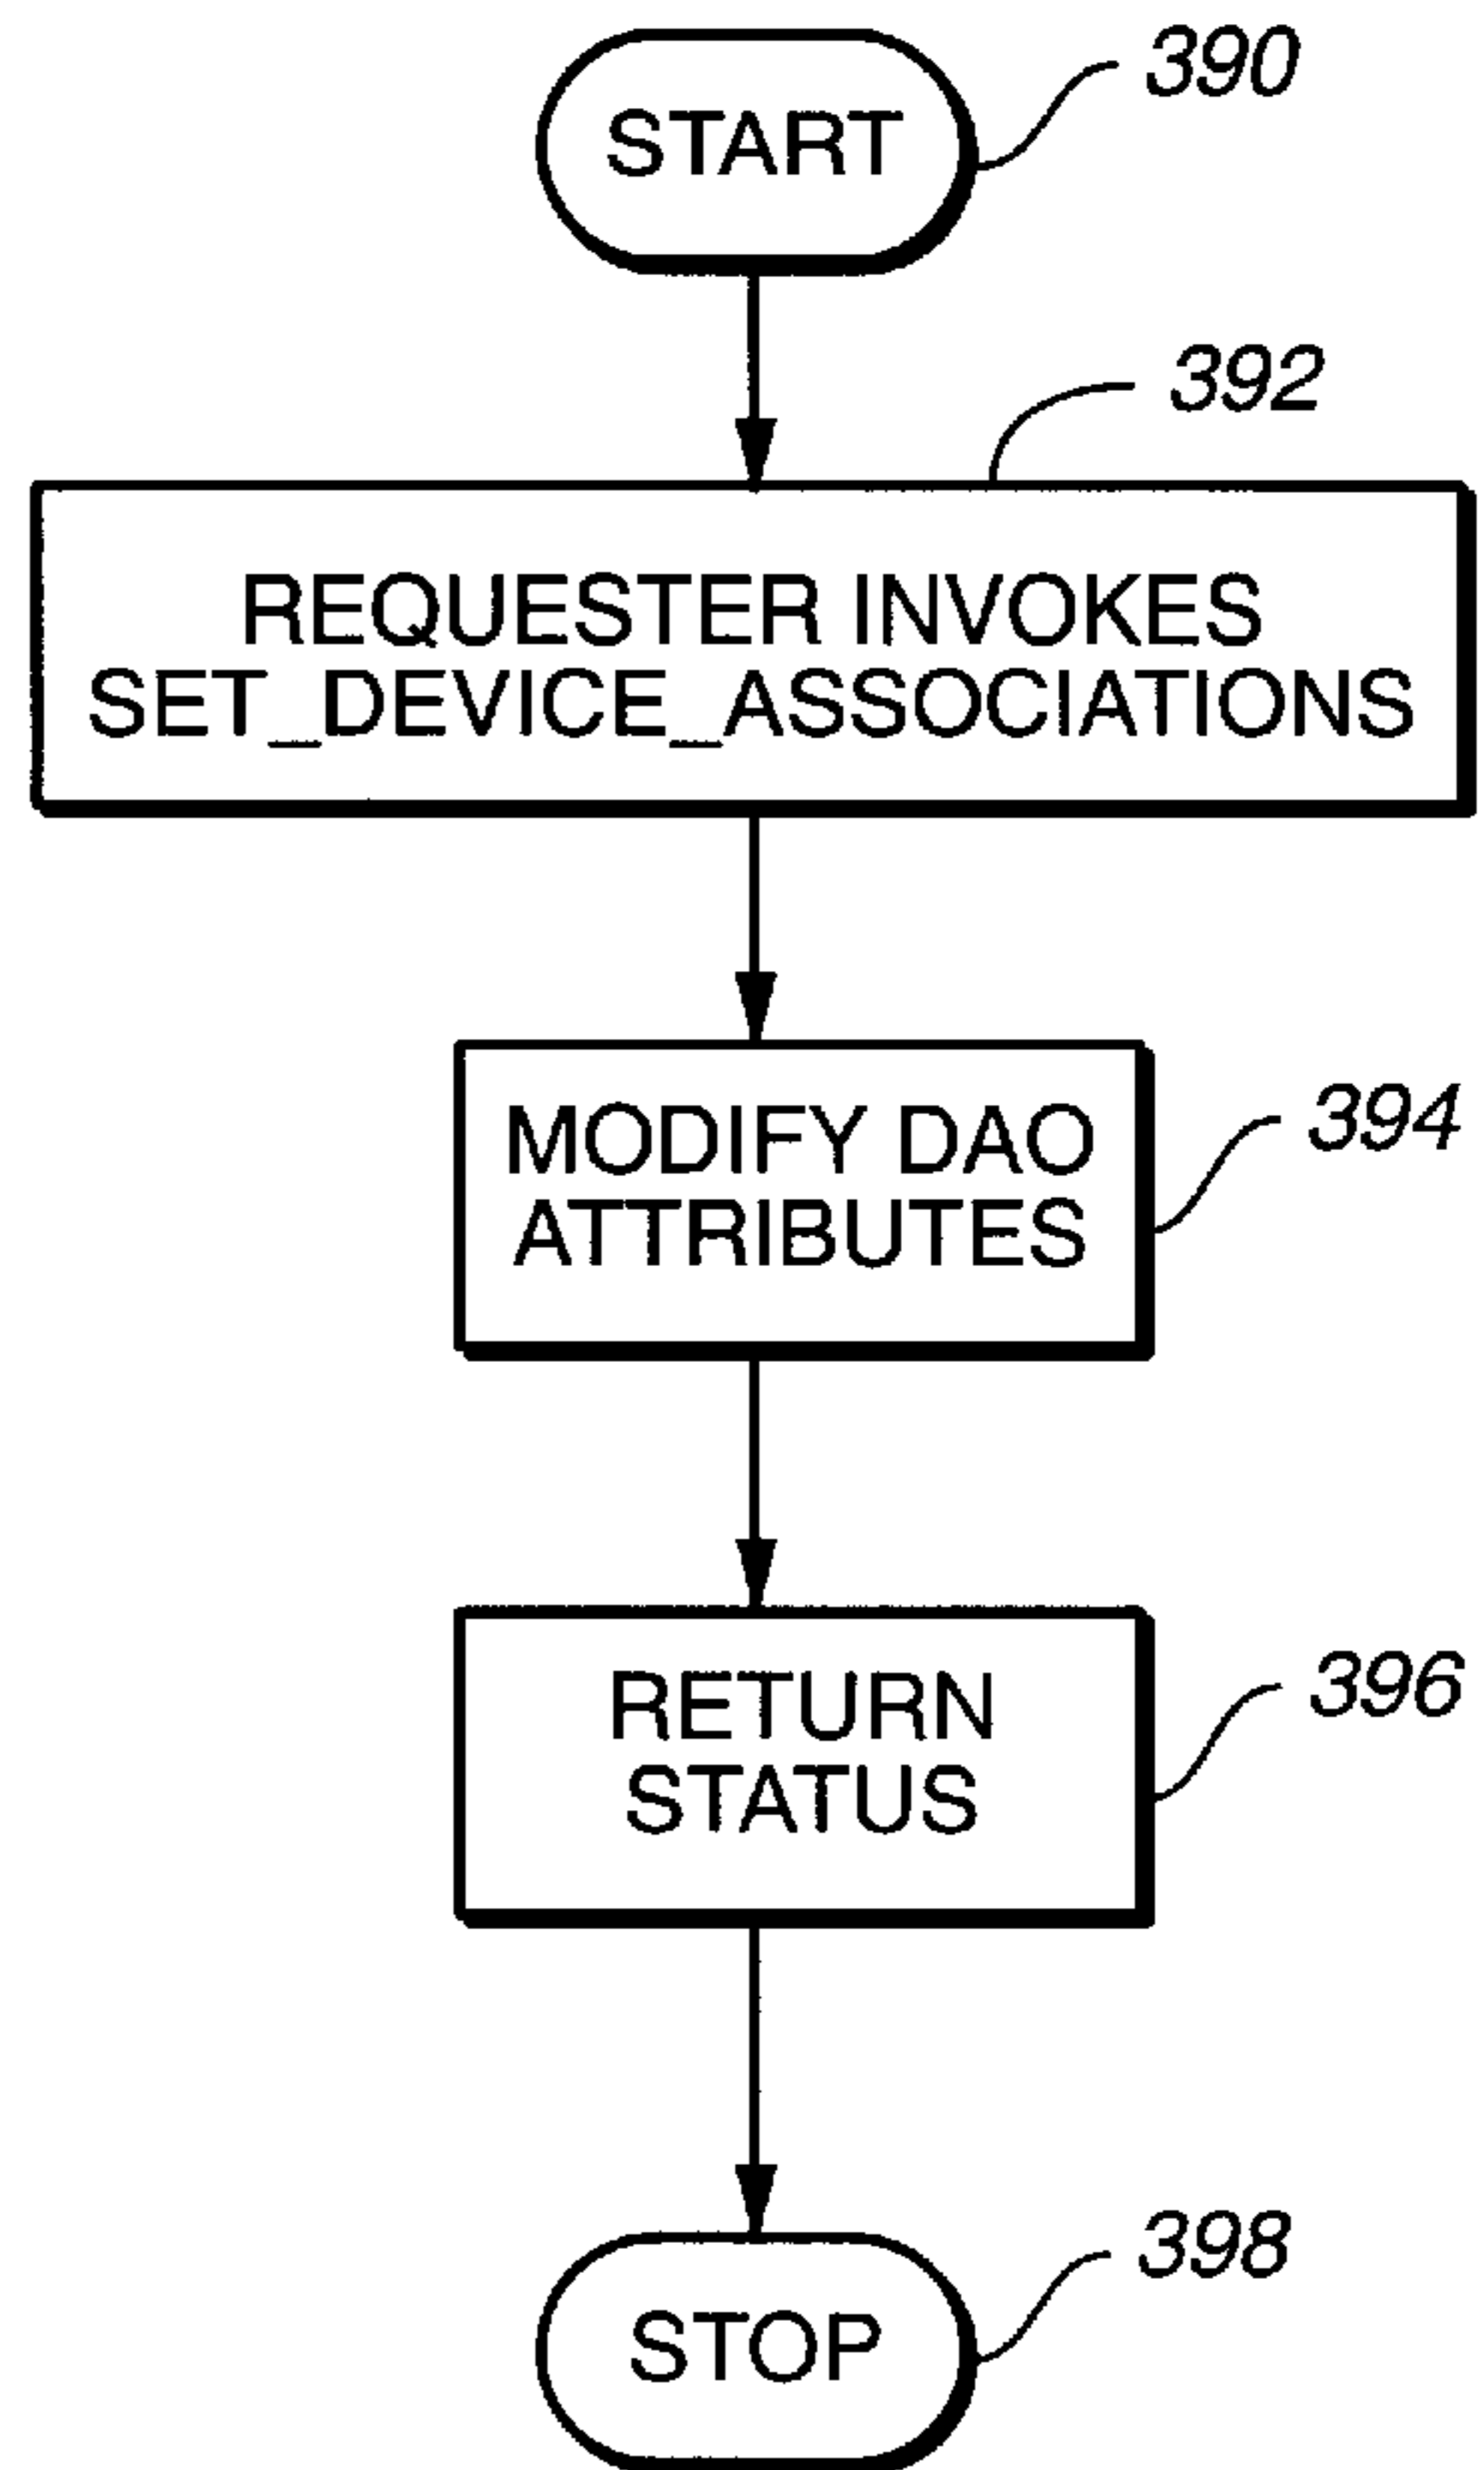 START
390
392
REQUESTER INVOKES
SET_DEVICE_ASSOCIATIONS
MODIFY DAO
ATTRIBUTES
394
RETURN
STATUS
396
398
STOP